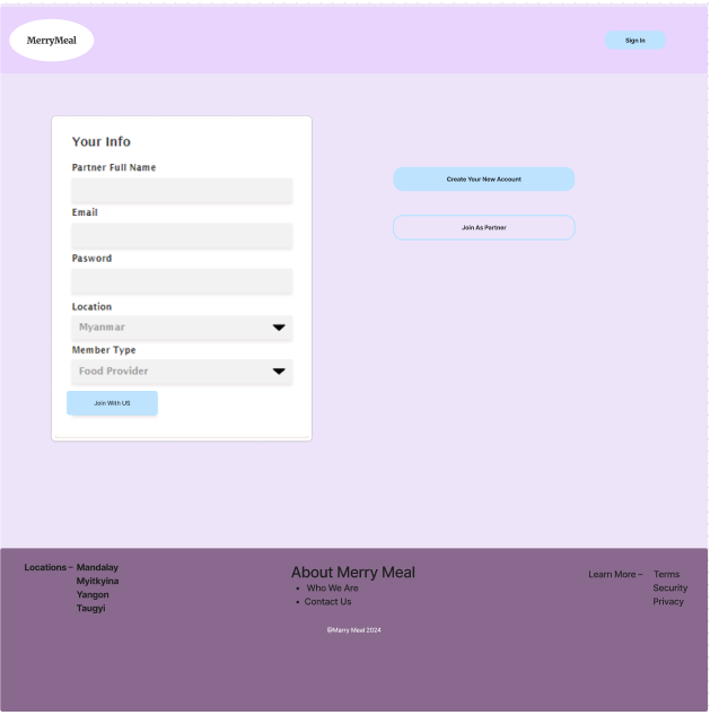 MerryMeal
Sign In
Your Info
Partner Full Name
Email
Pasword
Location
Myanmar
Member Type
Food Provider
Join With US
Create Your New Account
Join As Partner
Locations – Mandalay
Myitkyina
Yangon
Taugyi
About Merry Meal
• Who We Are
• Contact Us
Learn More – Terms
Security
Privacy
©Marry Meal 2024